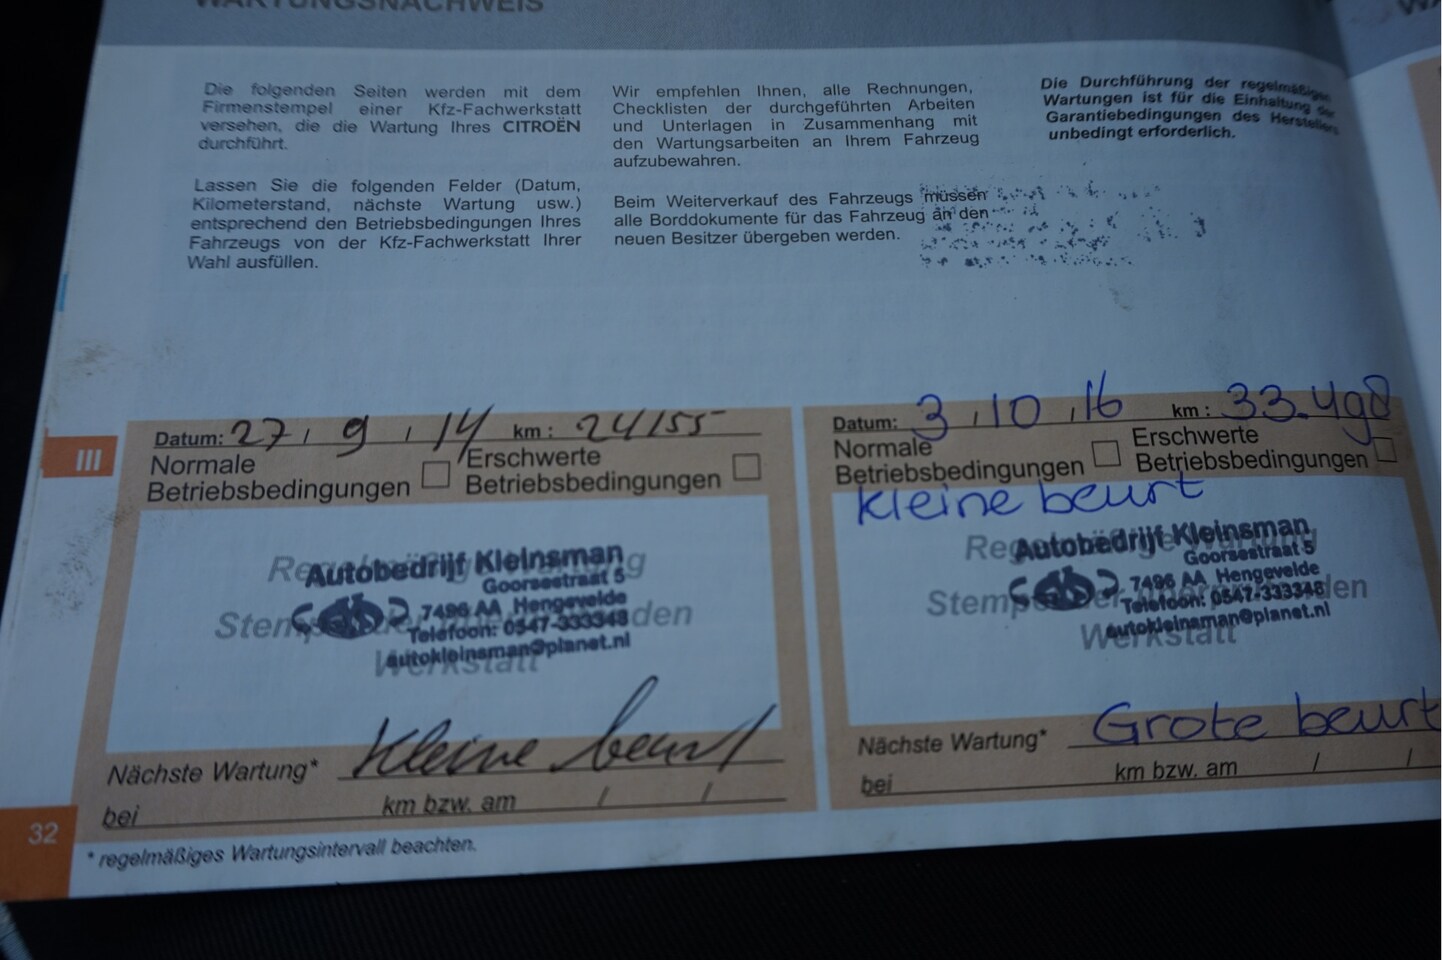 WARTUNGSNACHWEIS
Die folgenden Seiten werden mit dem
Firmenstempel einer Kfz-Fachwerkstatt
versehen, die die Wartung Ihres CITROËN
durchführt.
Lassen Sie die folgenden Felder (Datum,
Kilometerstand, nächste Wartung usw.)
entsprechend den Betriebsbedingungen Ihres
Fahrzeugs von der Kfz-Fachwerkstatt Ihrer
Wahl ausfüllen.
Wir empfehlen Ihnen, alle Rechnungen,
Checklisten der durchgeführten Arbeiten
und Unterlagen in Zusammenhang mit
den Wartungsarbeiten an Ihrem Fahrzeug
aufzubewahren.
Beim Weiterverkauf des Fahrzeugs müssen
alle Borddokumente für das Fahrzeug an den
neuen Besitzer übergeben werden.
Die Durchführung der regelmäßigen
Wartungen ist für die Einhaltung der
Garantiebedingungen des Herstellers
unbedingt erforderlich.
III
Datum: 27 / 9 / 14 km : 24155
Normale
Betriebsbedingungen
Erschwerte
Betriebsbedingungen
Autobedrijf Kleinsman
Goorsestraat 5
7496 AA Hengevelde
Telefoon: 0547-333348
autokleinsman@planet.nl
Stempel der Werkstatt
Kleine beurt
Nächste Wartung*
bei km bzw. am / /
Datum: 3 / 10 / 16 km : 33.498
Normale
Betriebsbedingungen
Erschwerte
Betriebsbedingungen
kleine beurt
Autobedrijf Kleinsman
Goorsestraat 5
7496 AA Hengevelde
Telefoon: 0547-333348
autokleinsman@planet.nl
Werkstatt
Nächste Wartung* Grote beurt
bei km bzw. am / /
32
* regelmäßiges Wartungsintervall beachten.